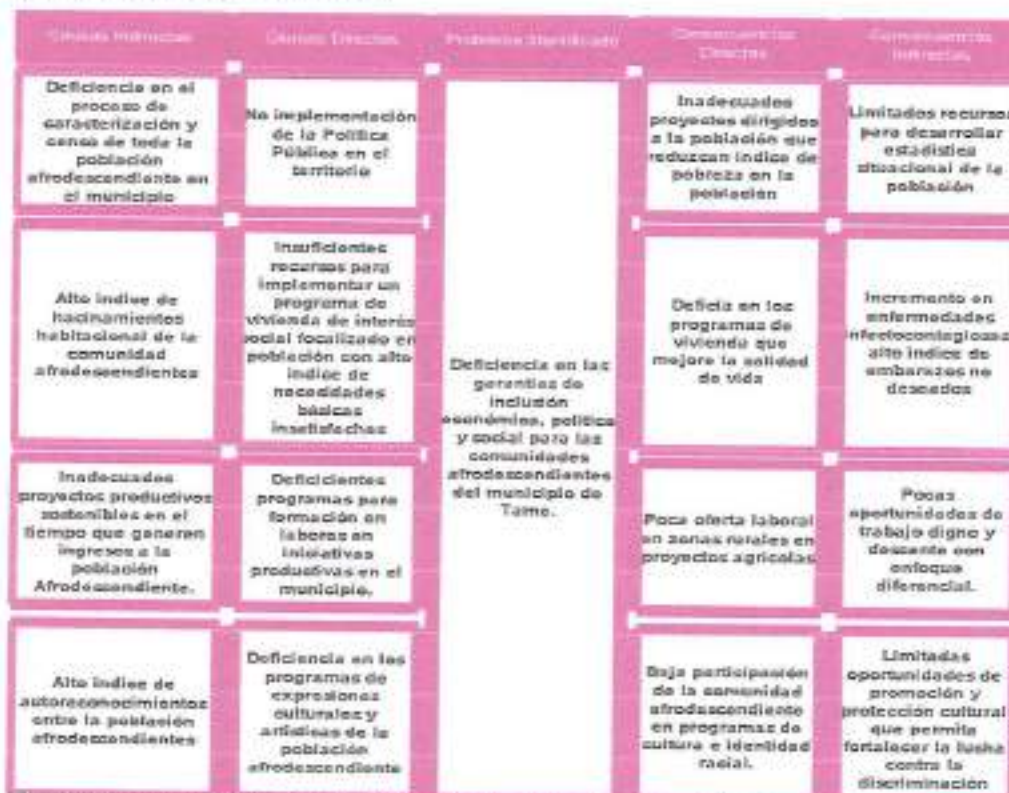 Causas Indirectas
Causas Directas
Problema Identificado
Consecuencias
Directas
Consecuencias
Indirectas
Deficiencia en el
proceso de
caracterización y
censo de toda la
población
afrodescendiente en
el municipio
No implementación
de la Política
Pública en el
territorio
Inadecuados
proyectos dirigidos
a la población que
reduzcan índice de
pobreza en la
población
Limitados recursos
para desarrollar
estadística
situacional de la
población
Alto índice de
hacinamientos
habitacional de la
comunidad
afrodescendientes
Insuficientes
recursos para
implementar un
programa de
vivienda de interés
social focalizado en
población con alto
índice de
necesidades
básicas
insatisfechas
Deficiencia en las
garantías de
inclusión
económica, política
y social para las
comunidades
afrodescendientes
del municipio de
Tame.
Deficis en los
programas de
vivienda que
mejore la calidad
de vida
Incremento en
enfermedades
infectocontagiosas
alto índice de
embarazos no
deseados
Inadecuados
proyectos productivos
sostenibles en el
tiempo que generen
ingresos a la
población
Afrodescendiente.
Deficientes
programas para
formación en
labores en
iniciativas
productivas en el
municipio.
Poca oferta laboral
en zonas rurales en
proyectos agrícolas
Pocas
oportunidades de
trabajo digno y
descente con
enfoque
diferencial.
Alto índice de
autoreconocimientos
entre la población
afrodescendientes
Deficiencia en los
programas de
expresiones
culturales y
artísticas de la
población
afrodescendiente
Baja participación
de la comunidad
afrodescendiente
en programas de
cultura e identidad
racial.
Limitadas
oportunidades de
promoción y
protección cultural
que permita
fortalecer la lucha
contra la
discriminación